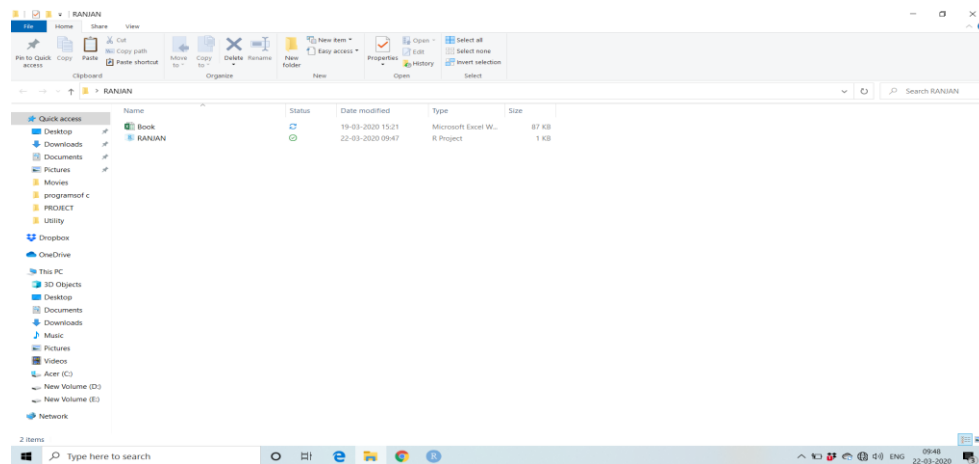 RANJAN
File Home Share View
Pin to Quick access Copy Paste Cut Copy path Paste shortcut Move to Copy to Delete Rename New folder New item Easy access Properties Open Edit History Select all Select none Invert selection
Clipboard Organize New Open Select
RANJAN Search RANJAN
Name Status Date modified Type Size
Book 19-03-2020 15:21 Microsoft Excel W... 87 KB
RANJAN 22-03-2020 09:47 R Project 1 KB
Quick access
Desktop
Downloads
Documents
Pictures
Movies
programsof c
PROJECT
Utility
Dropbox
OneDrive
This PC
3D Objects
Desktop
Documents
Downloads
Music
Pictures
Videos
Acer (C:)
New Volume (D:)
New Volume (E:)
Network
2 items
Type here to search R ENG 09:48
22-03-2020